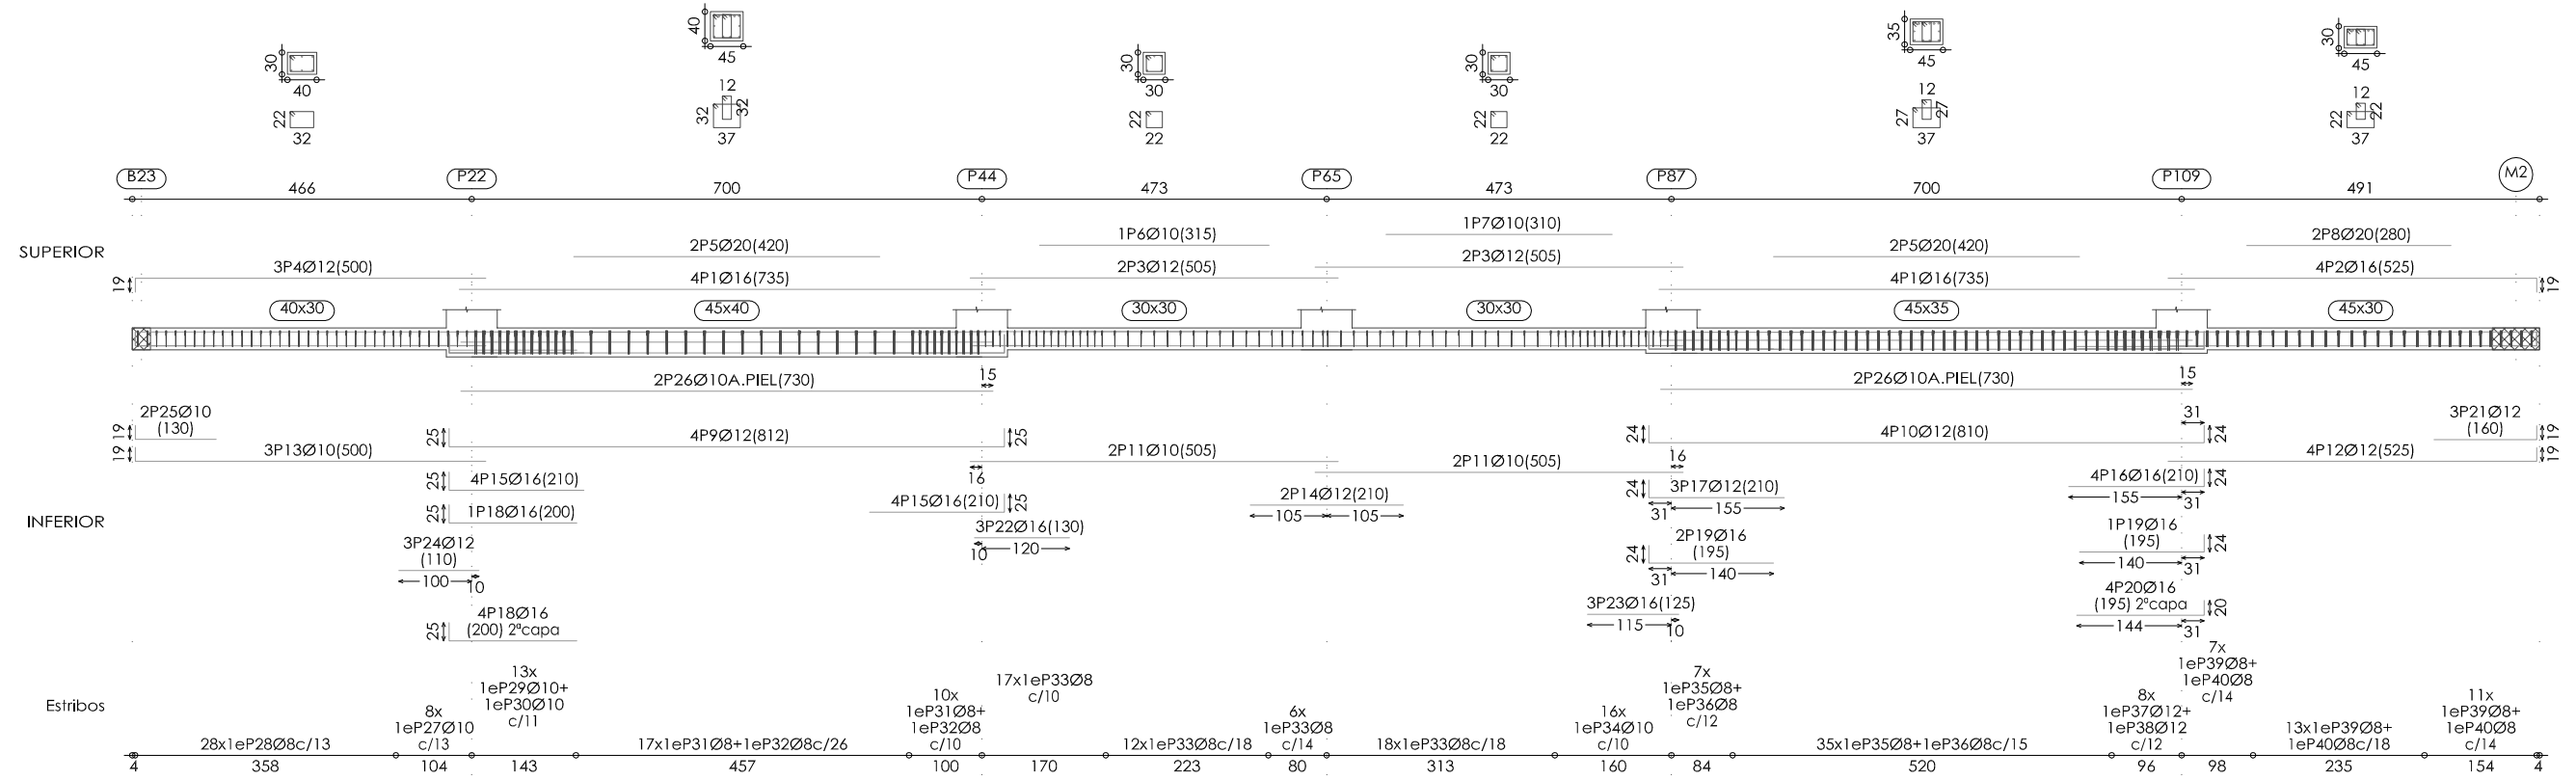 40
45
30
40
30
30
30
30
35
45
30
45
22
32
12
32
32
37
22
22
22
22
12
27
27
37
12
22
22
37
B23
466
P22
700
P44
473
P65
473
P87
700
P109
491
M2
SUPERIOR
1P7Ø10(310)
1P6Ø10(315)
2P8Ø20(280)
2P5Ø20(420)
2P5Ø20(420)
2P3Ø12(505)
19
3P4Ø12(500)
2P3Ø12(505)
4P2Ø16(525)
19
4P1Ø16(735)
4P1Ø16(735)
40x30
45x40
30x30
30x30
45x35
45x30
2P26Ø10A.PIEL(730)
15
2P26Ø10A.PIEL(730)
15
INFERIOR
19
2P25Ø10
(130)
25
4P9Ø12(812)
25
24
4P10Ø12(810)
31
24
3P21Ø12
(160)
19
19
3P13Ø10(500)
2P11Ø10(505)
16
2P11Ø10(505)
16
4P12Ø12(525)
19
25
4P15Ø16(210)
4P15Ø16(210)
25
2P14Ø12(210)
105
105
24
3P17Ø12(210)
31
155
4P16Ø16(210)
24
155
31
25
1P18Ø16(200)
3P22Ø16(130)
10
120
3P24Ø12
(110)
100
10
24
2P19Ø16
(195)
31
140
1P19Ø16
(195)
24
140
31
25
4P18Ø16
(200) 2ªcapa
3P23Ø16(125)
115
10
4P20Ø16
(195) 2ªcapa
20
144
31
Estribos
28x1eP28Ø8c/13
8x
1eP27Ø10
c/13
13x
1eP29Ø10+
1eP30Ø10
c/11
17x1eP31Ø8+1eP32Ø8c/26
10x
1eP31Ø8+
1eP32Ø8
c/10
17x1eP33Ø8
c/10
12x1eP33Ø8c/18
6x
1eP33Ø8
c/14
18x1eP33Ø8c/18
16x
1eP34Ø10
c/10
7x
1eP35Ø8+
1eP36Ø8
c/12
35x1eP35Ø8+1eP36Ø8c/15
8x
1eP37Ø12+
1eP38Ø12
c/12
7x
1eP39Ø8+
1eP40Ø8
c/14
13x1eP39Ø8+
1eP40Ø8c/18
11x
1eP39Ø8+
1eP40Ø8
c/14
4
358
104
143
457
100
170
223
80
313
160
84
520
96
98
235
154
4